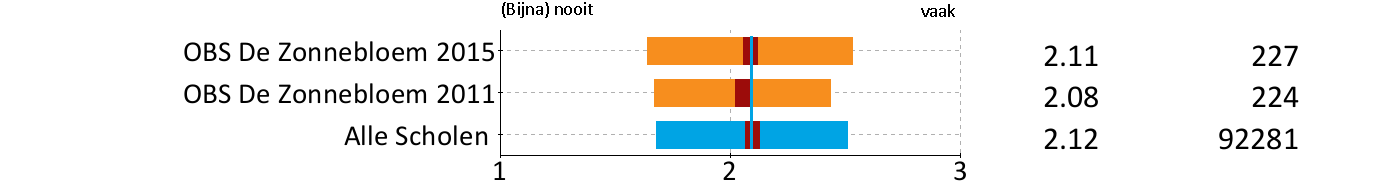 (Bijna) nooit vaak
OBS De Zonnebloem 2015 2.11 227
OBS De Zonnebloem 2011 2.08 224
Alle Scholen 2.12 92281
1 2 3